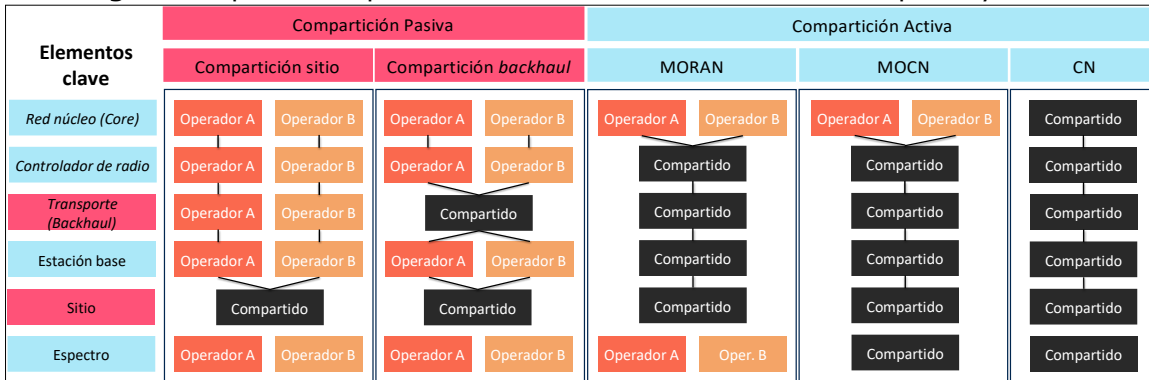 Compartición Pasiva Compartición Activa
Elementos
clave
Compartición sitio Compartición backhaul MORAN MOCN CN
Red núcleo (Core) Operador A Operador B Operador A Operador B Operador A Operador B Operador A Operador B Compartido
Controlador de radio Operador A Operador B Operador A Operador B Compartido Compartido Compartido
Transporte
(Backhaul)
Operador A Operador B Compartido Compartido Compartido Compartido
Estación base Operador A Operador B Operador A Operador B Compartido Compartido Compartido
Sitio Compartido Compartido Compartido Compartido Compartido
Espectro Operador A Operador B Operador A Operador B Operador A Oper. B Compartido Compartido